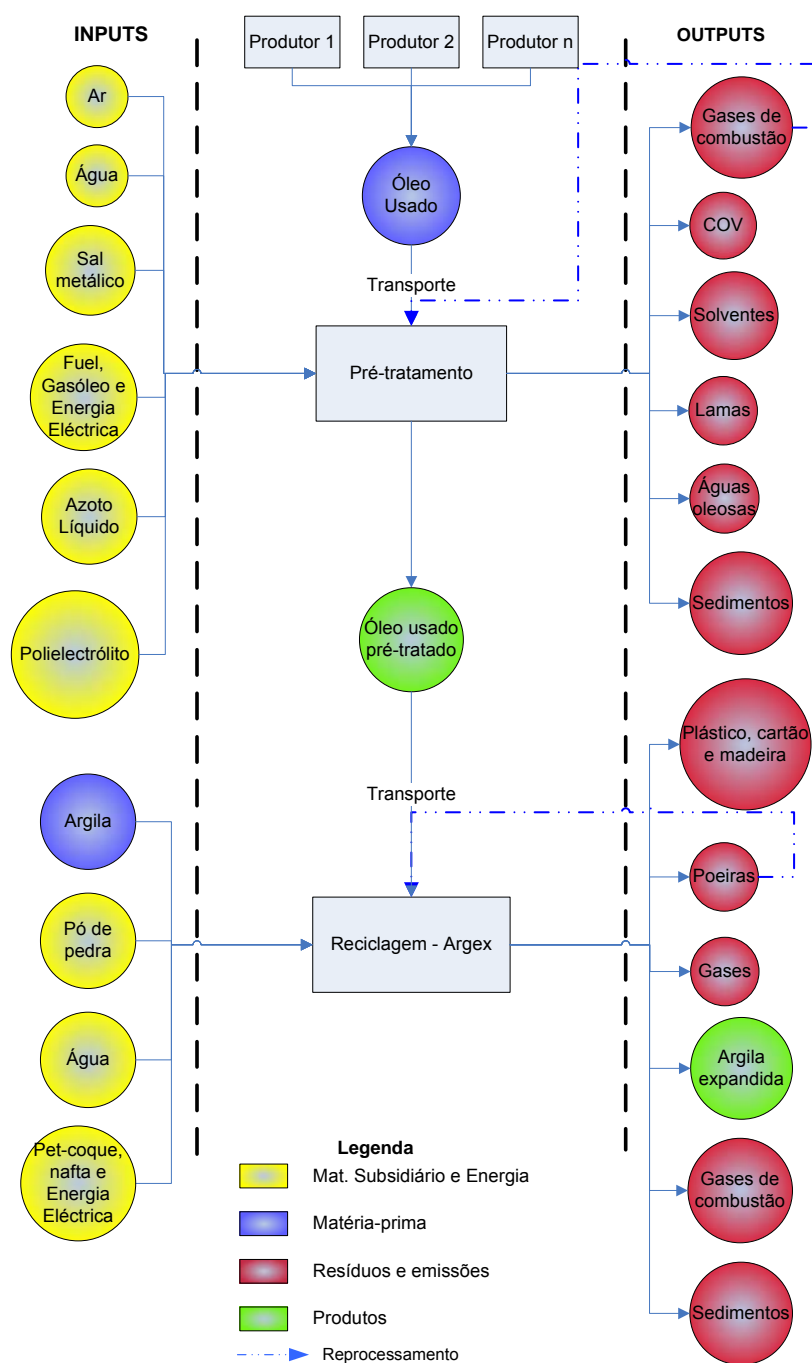 INPUTS
Produtor 1
Produtor 2
Produtor n
OUTPUTS
Ar
Água
Sal
metálico
Fuel,
Gasóleo e
Energia
Eléctrica
Azoto
Líquido
Polielectrólito
Óleo
Usado
Transporte
Pré-tratamento
Óleo usado
pré-tratado
Transporte
Gases de
combustão
COV
Solventes
Lamas
Águas
oleosas
Sedimentos
Argila
Pó de
pedra
Água
Pet-coque,
nafta e
Energia
Eléctrica
Reciclagem - Argex
Plástico, cartão
e madeira
Poeiras
Gases
Argila
expandida
Gases de
combustão
Sedimentos
Legenda
Mat. Subsidiário e Energia
Matéria-prima
Resíduos e emissões
Produtos
Reprocessamento